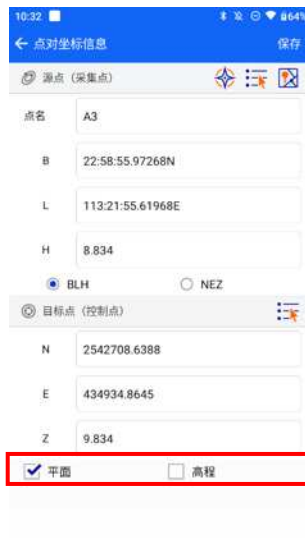 10:32 64%
点对坐标信息 保存
源点 (采集点)
点名 A3
B 22:58:55.97268N
L 113:21:55.61968E
H 8.834
BLH NEZ
目标点 (控制点)
N 2542708.6388
E 434934.8645
Z 9.834
平面 高程